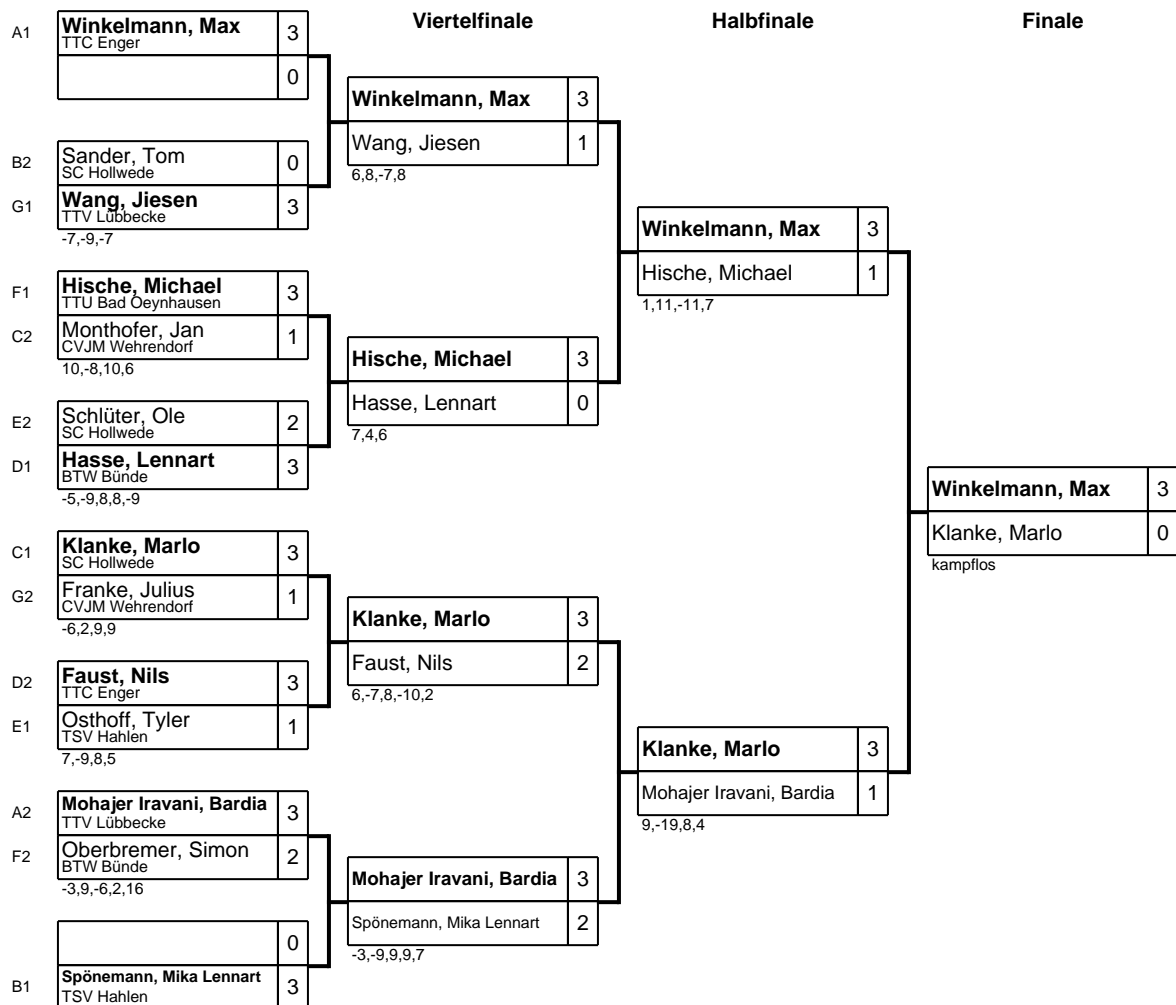 Viertelfinale
Halbfinale
Finale
A1 Winkelmann, Max 3
TTC Enger
0
B2 Sander, Tom 0
SC Hollwede
G1 Wang, Jiesen 3
TTV Lübbecke
-7,-9,-7
F1 Hische, Michael 3
TTU Bad Oeynhausen
C2 Monthofer, Jan 1
CVJM Wehrendorf
10,-8,10,6
E2 Schlüter, Ole 2
SC Hollwede
D1 Hasse, Lennart 3
BTW Bünde
-5,-9,8,8,-9
C1 Klanke, Marlo 3
SC Hollwede
G2 Franke, Julius 1
CVJM Wehrendorf
-6,2,9,9
D2 Faust, Nils 3
TTC Enger
E1 Osthoff, Tyler 1
TSV Hahlen
7,-9,8,5
A2 Mohajer Iravani, Bardia 3
TTV Lübbecke
F2 Oberbremer, Simon 2
BTW Bünde
-3,9,-6,2,16
0
B1 Spönemann, Mika Lennart 3
TSV Hahlen
Winkelmann, Max 3
Wang, Jiesen 1
6,8,-7,8
Hische, Michael 3
Hasse, Lennart 0
7,4,6
Klanke, Marlo 3
Faust, Nils 2
6,-7,8,-10,2
Mohajer Iravani, Bardia 3
Spönemann, Mika Lennart 2
-3,-9,9,9,7
Winkelmann, Max 3
Hische, Michael 1
1,11,-11,7
Klanke, Marlo 3
Mohajer Iravani, Bardia 1
9,-19,8,4
Winkelmann, Max 3
Klanke, Marlo 0
kampflos